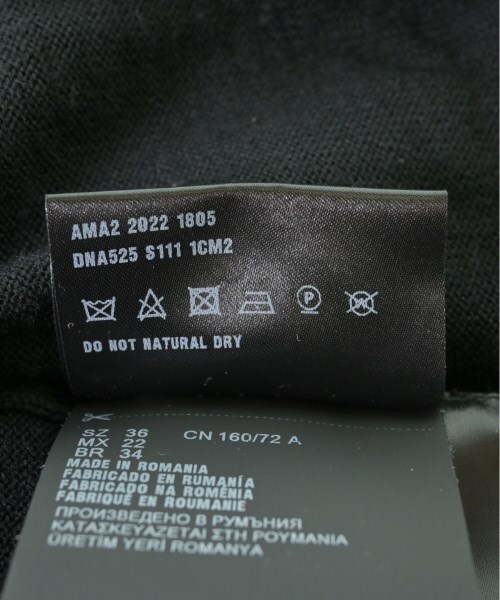 AMA2 2022 1805
DNA525 S111 1CM2
P
DO NOT NATURAL DRY
SZ 36 CN 160/72 A
MX 22
BR 34
MADE IN ROMANIA
FABRICADO EN RUMANÍA
FABRICADO NA ROMÉNIA
FABRIQUÉ EN ROUMANIE
ПРОИЗВЕДЕНО В РУМЪНИЯ
ΚΑΤΑΣΚΕΥΑΖΕΤΑΙ ΣΤΗ ΡΟΥΜΑΝΙΑ
ÜRETİM YERİ ROMANYA